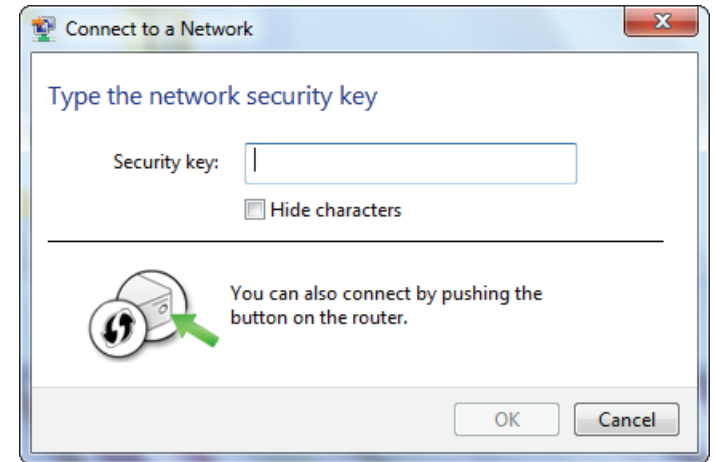 Connect to a Network
Type the network security key
Security key:
Hide characters
You can also connect by pushing the
button on the router.
OK
Cancel